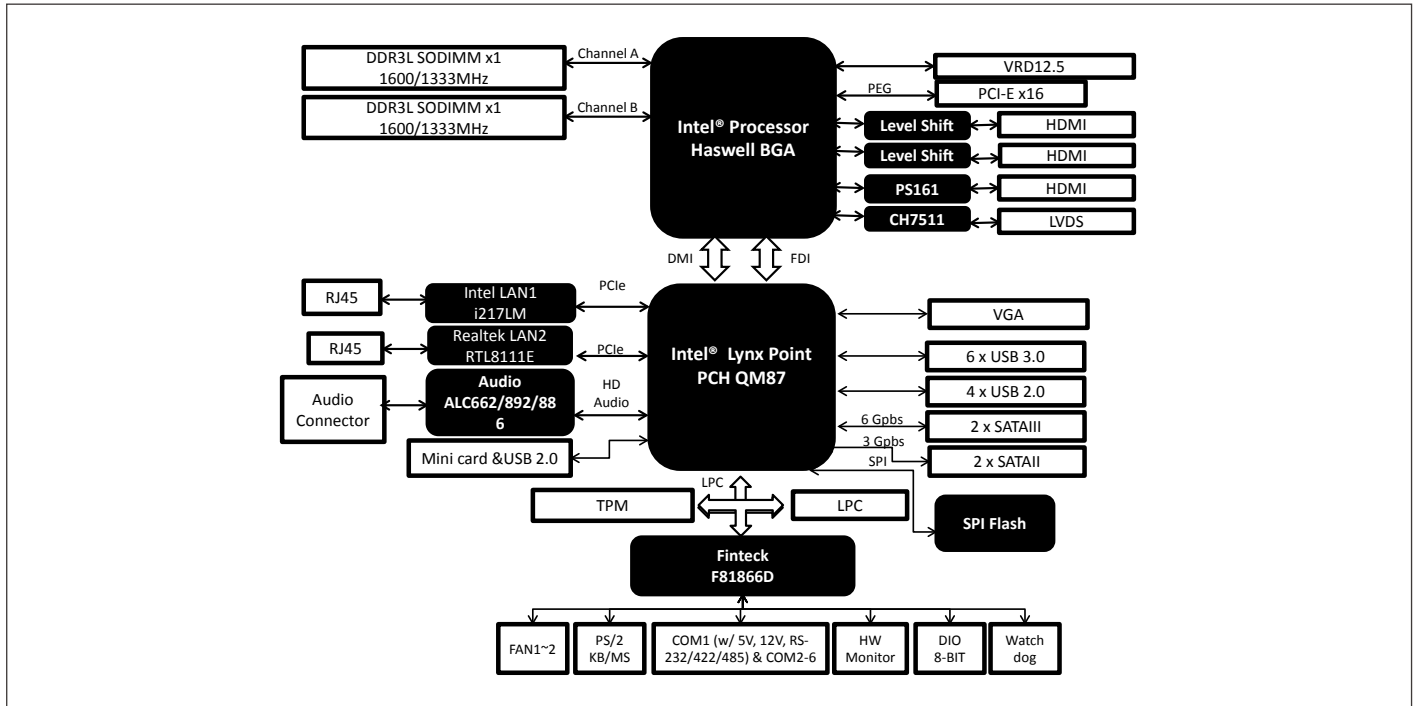 DDR3L SODIMM x1
1600/1333MHz
Channel A
DDR3L SODIMM x1
1600/1333MHz
Channel B
Intel® Processor
Haswell BGA
VRD12.5
PEG
PCI-E x16
Level Shift
HDMI
Level Shift
HDMI
PS161
HDMI
CH7511
LVDS
DMI
FDI
RJ45
Intel LAN1
i217LM
PCIe
RJ45
Realtek LAN2
RTL8111E
PCIe
Audio
Connector
Audio
ALC662/892/88
6
HD
Audio
Mini card &USB 2.0
Intel® Lynx Point
PCH QM87
VGA
6 x USB 3.0
4 x USB 2.0
6 Gpbs
2 x SATAIII
3 Gpbs
2 x SATAII
SPI
SPI Flash
LPC
TPM
LPC
Finteck
F81866D
FAN1~2
PS/2
KB/MS
COM1 (w/ 5V, 12V, RS-
232/422/485) & COM2-6
HW
Monitor
DIO
8-BIT
Watch
dog